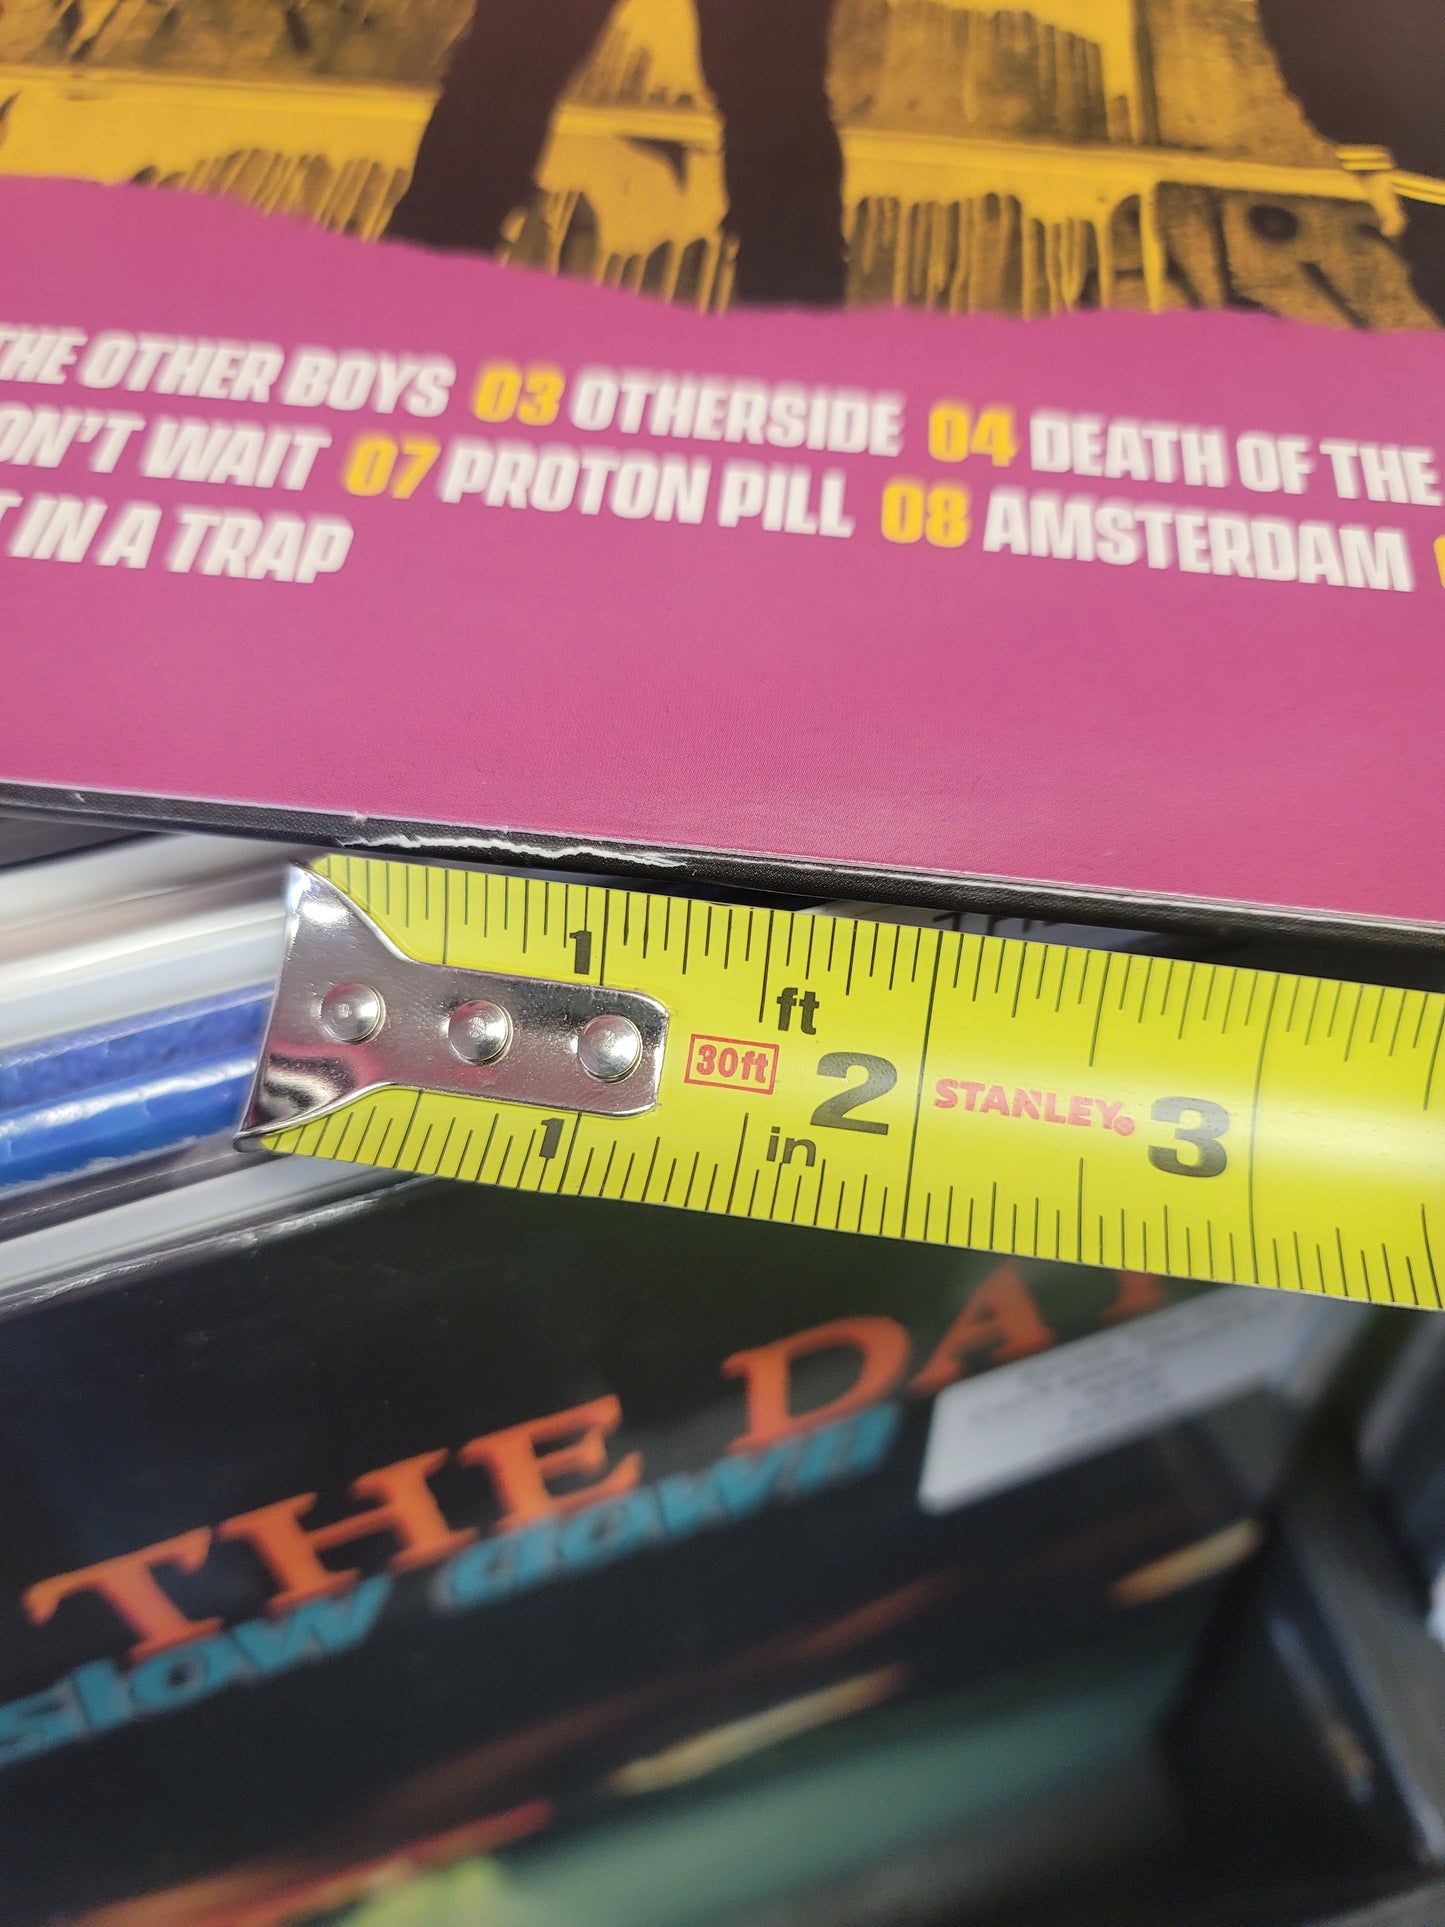 THE OTHER BOYS 03 OTHERSIDE 04 DEATH OF THE
ON'T WAIT 07 PROTON PILL 08 AMSTERDAM
T IN A TRAP
1
ft
30ft
2
STANLEY
3
1
in
THE DA
slow down